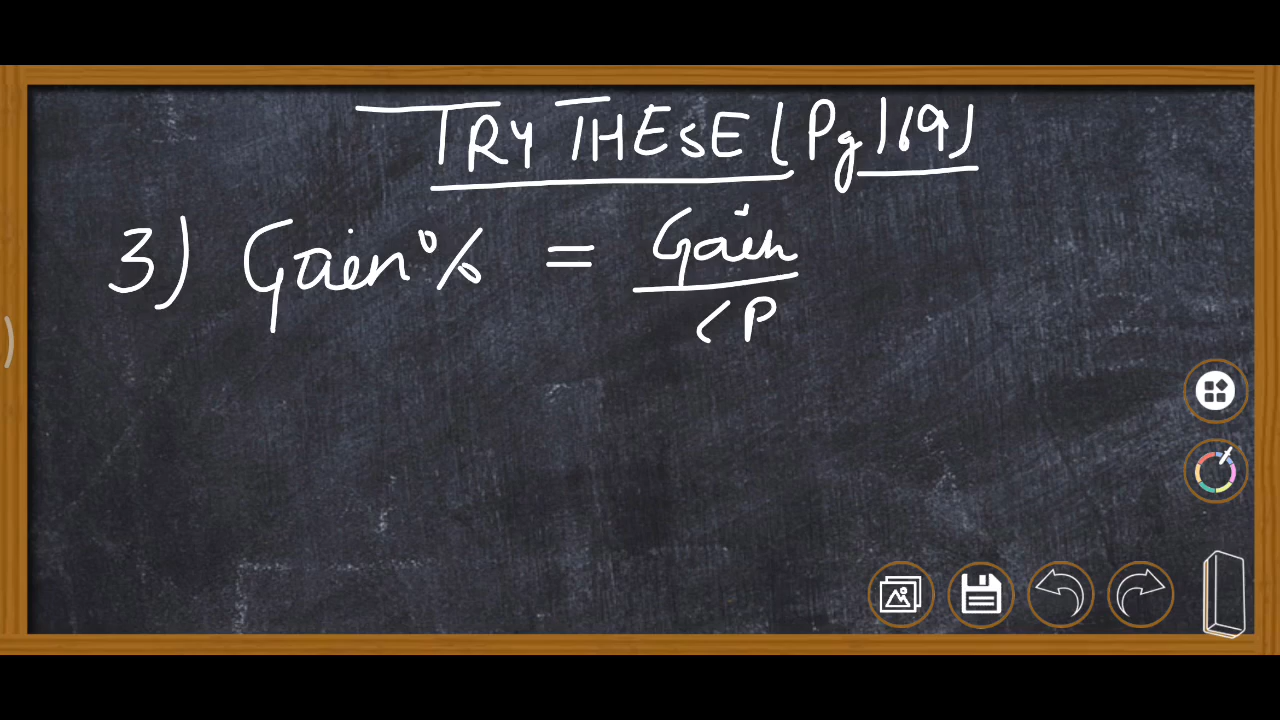 TRY THESE (Pg 169)
3) Gain % = Gain
CP